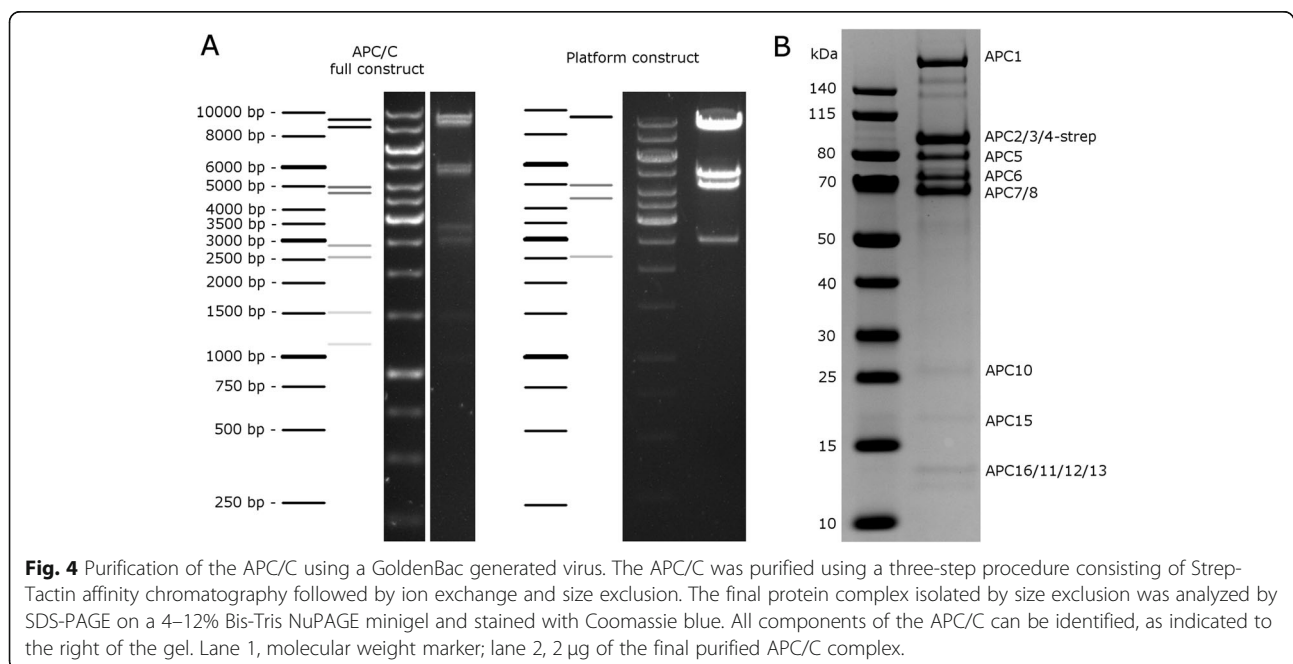 A
APC/C
full construct
Platform construct
10000 bp -
8000 bp -
6000 bp -
5000 bp -
4000 bp -
3500 bp -
3000 bp -
2500 bp -
2000 bp -
1500 bp -
1000 bp -
750 bp -
500 bp -
250 bp -
B
kDa
140
115
80
70
50
40
30
25
15
10
APC1
APC2/3/4-strep
APC5
APC6
APC7/8
APC10
APC15
APC16/11/12/13
Fig. 4 Purification of the APC/C using a GoldenBac generated virus. The APC/C was purified using a three-step procedure consisting of Strep-
Tactin affinity chromatography followed by ion exchange and size exclusion. The final protein complex isolated by size exclusion was analyzed by
SDS-PAGE on a 4–12% Bis-Tris NuPAGE minigel and stained with Coomassie blue. All components of the APC/C can be identified, as indicated to
the right of the gel. Lane 1, molecular weight marker; lane 2, 2 μg of the final purified APC/C complex.